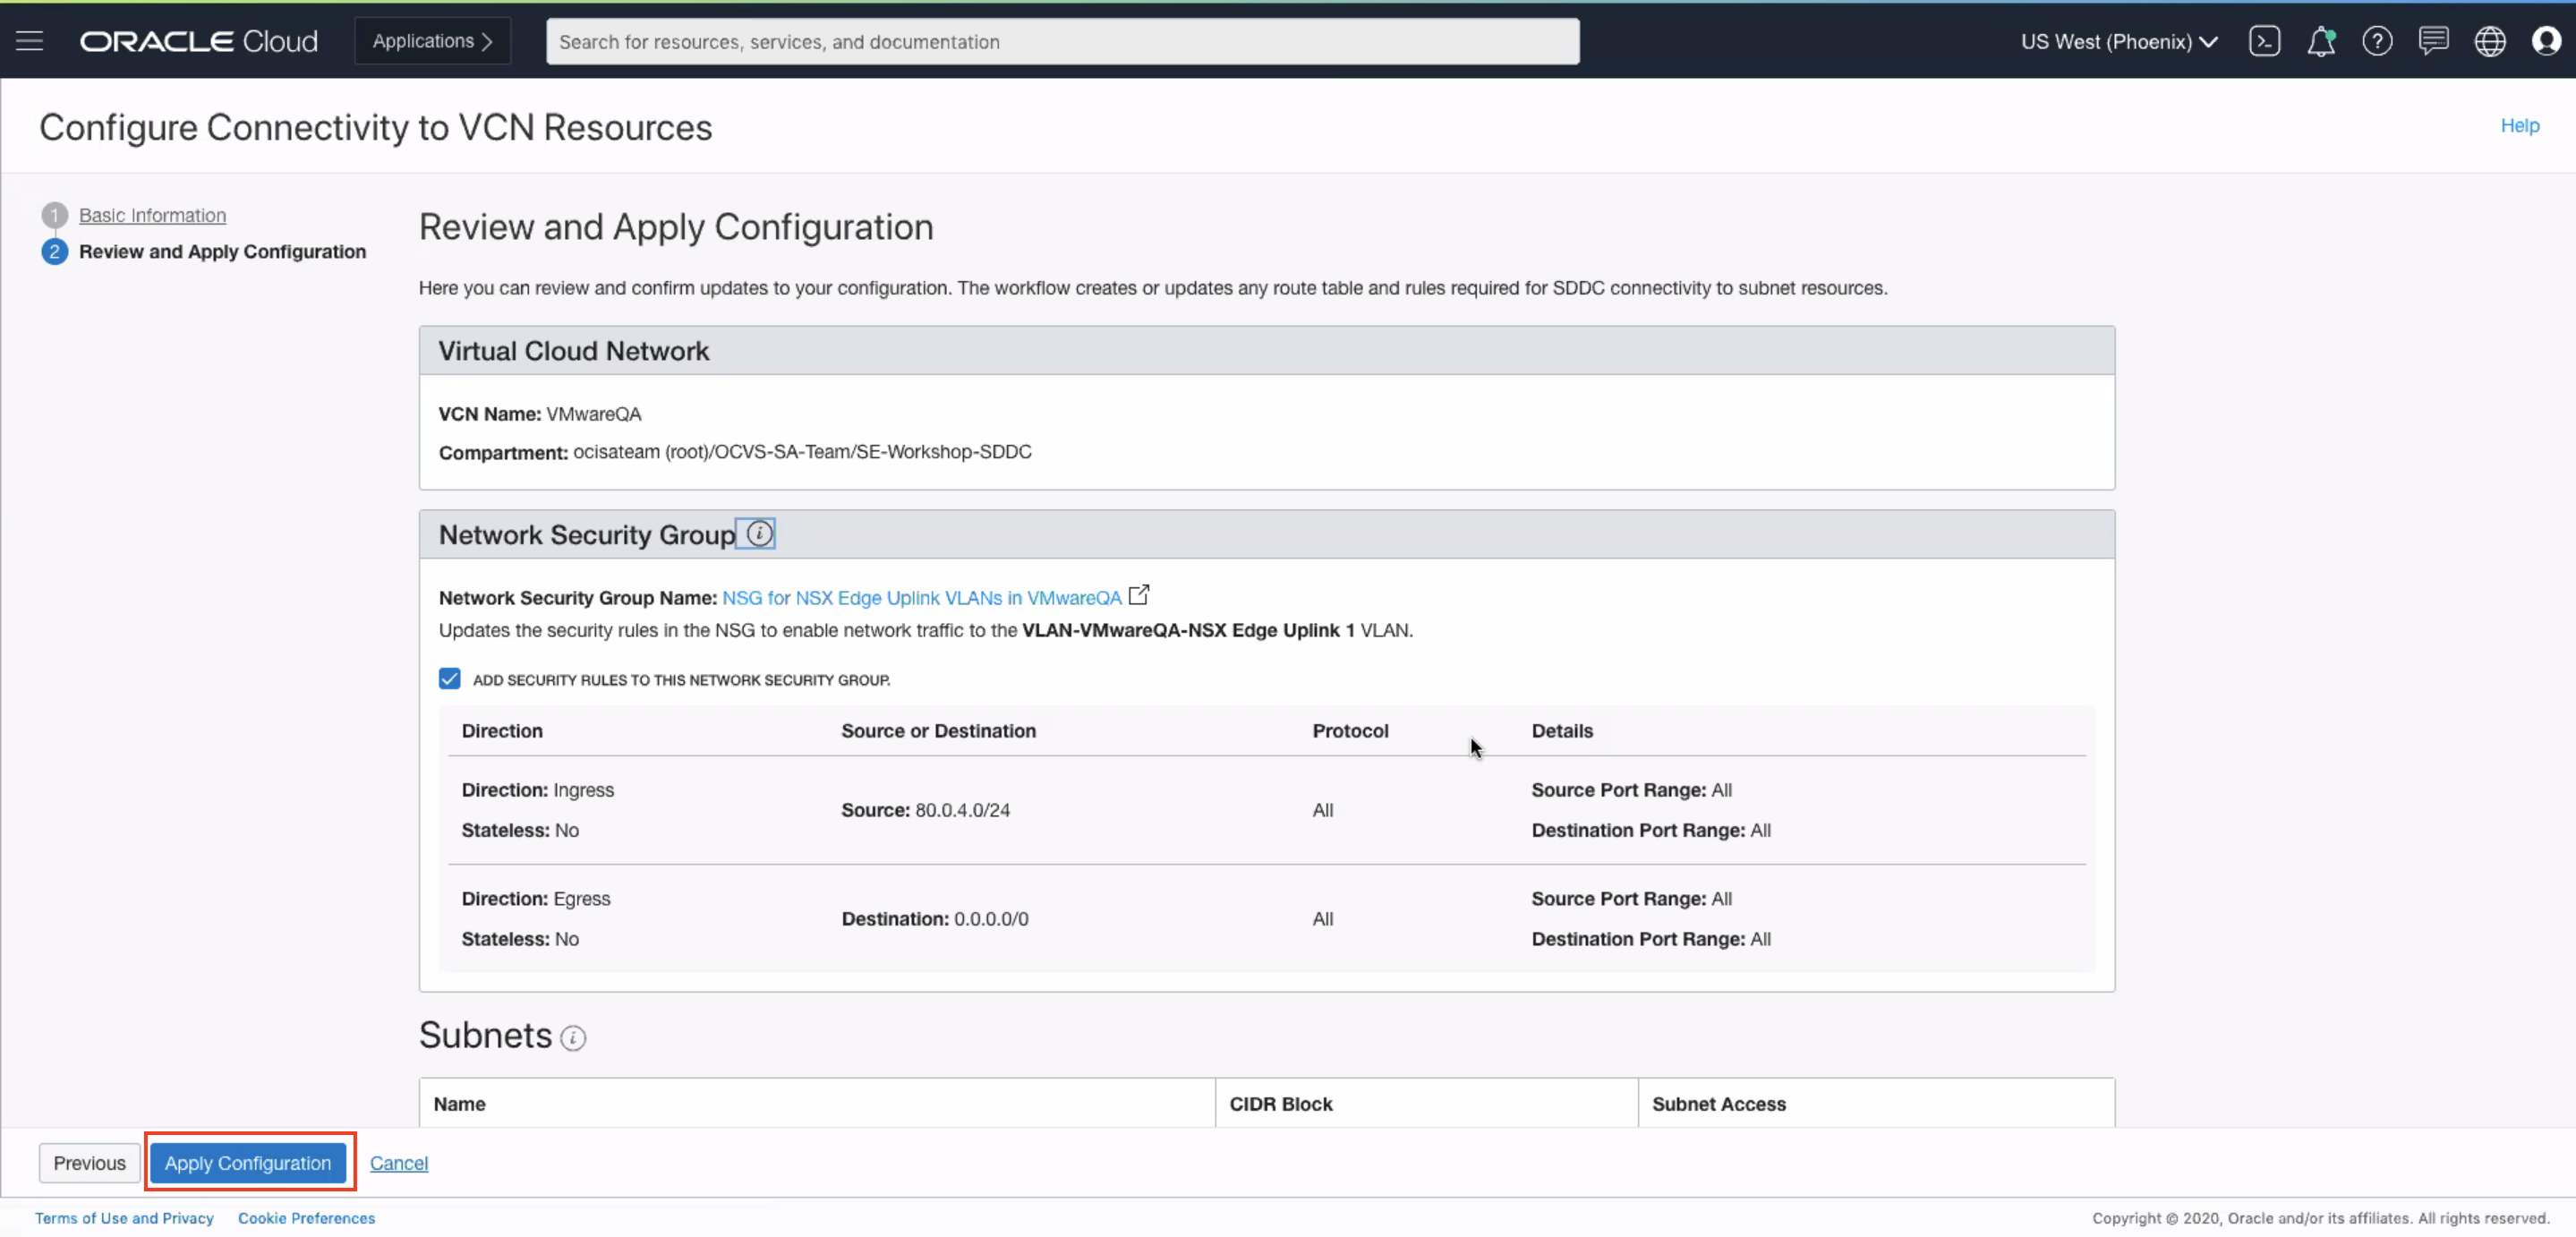 ORACLE Cloud
Applications
Search for resources, services, and documentation
US West (Phoenix)
Configure Connectivity to VCN Resources
Help
1 Basic Information
2 Review and Apply Configuration
Review and Apply Configuration
Here you can review and confirm updates to your configuration. The workflow creates or updates any route table and rules required for SDDC connectivity to subnet resources.
Virtual Cloud Network
VCN Name: VMwareQA
Compartment: ocisateam (root)/OCVS-SA-Team/SE-Workshop-SDDC
Network Security Group
Network Security Group Name: NSG for NSX Edge Uplink VLANs in VMwareQA
Updates the security rules in the NSG to enable network traffic to the VLAN-VMwareQA-NSX Edge Uplink 1 VLAN.
ADD SECURITY RULES TO THIS NETWORK SECURITY GROUP.
Direction Source or Destination Protocol Details
Direction: Ingress
Stateless: No
Source: 80.0.4.0/24
All
Source Port Range: All
Destination Port Range: All
Direction: Egress
Stateless: No
Destination: 0.0.0.0/0
All
Source Port Range: All
Destination Port Range: All
Subnets
Name CIDR Block Subnet Access
Previous Apply Configuration Cancel
Terms of Use and Privacy Cookie Preferences
Copyright © 2020, Oracle and/or its affiliates. All rights reserved.